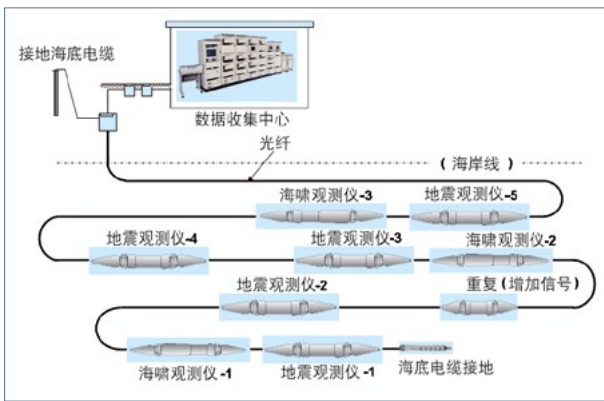 接地海底电缆
数据收集中心
光纤
(海岸线)
海啸观测仪-3
地震观测仪-5
地震观测仪-4
地震观测仪-3
海啸观测仪-2
地震观测仪-2
重复(增加信号)
海啸观测仪-1
地震观测仪-1
海底电缆接地